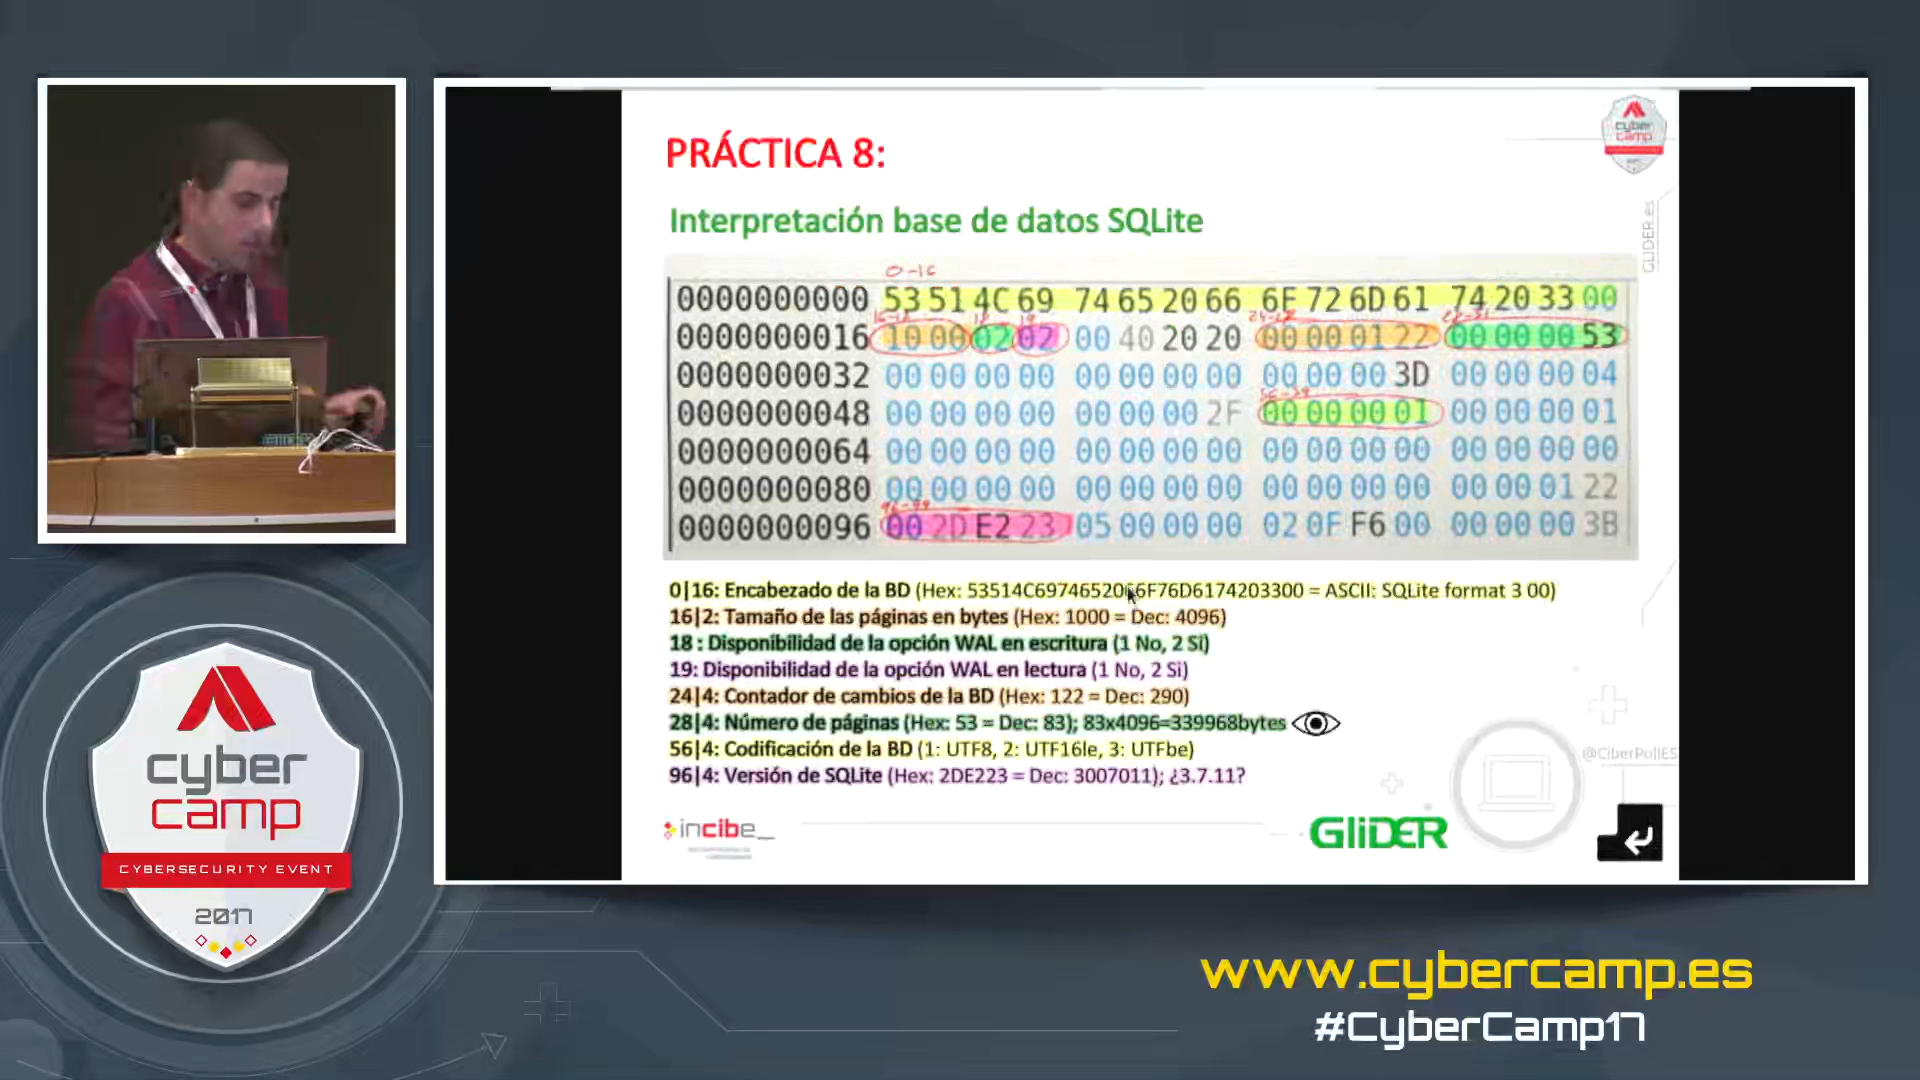 PRÁCTICA 8:
Interpretación base de datos SQLite
0-16
0000000000 53 51 4C 69 74 65 20 66 6F 72 6D 61 74 20 33 00
0000000016 10 00 02 02 00 40 20 20 00 00 01 22 00 00 00 53
0000000032 00 00 00 00 00 00 00 00 00 00 00 3D 00 00 00 04
0000000048 00 00 00 00 00 00 00 2F 00 00 00 01 00 00 00 01
0000000064 00 00 00 00 00 00 00 00 00 00 00 00 00 00 00 00
0000000080 00 00 00 00 00 00 00 00 00 00 00 00 00 00 01 22
96-99
0000000096 00 2D E2 23 05 00 00 00 02 0F F6 00 00 00 00 3B
0|16: Encabezado de la BD (Hex: 53514C6974652066F76D6174203300 = ASCII: SQLite format 3 00)
16|2: Tamaño de las páginas en bytes (Hex: 1000 = Dec: 4096)
18 : Disponibilidad de la opción WAL en escritura (1 No, 2 Si)
19: Disponibilidad de la opción WAL en lectura (1 No, 2 Si)
24|4: Contador de cambios de la BD (Hex: 122 = Dec: 290)
28|4: Número de páginas (Hex: 53 = Dec: 83); 83x4096=339968bytes
56|4: Codificación de la BD (1: UTF8, 2: UTF16le, 3: UTFbe)
96|4: Versión de SQLite (Hex: 2DE223 = Dec: 3007011); ¿3.7.11?
incibe_
GLiDER
cyber
camp
GLIDER.es
@CiberPollES
cyber
camp
CYBERSECURITY EVENT
2017
www.cybercamp.es
#CyberCamp17